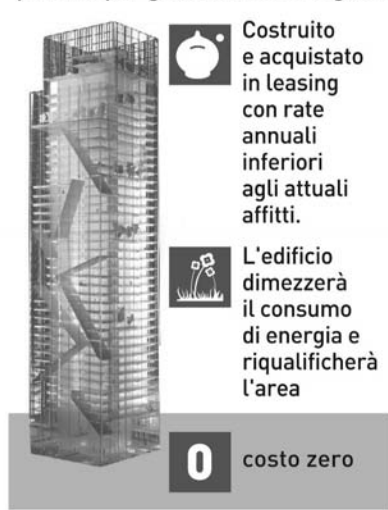 Costruito
e acquistato
in leasing
con rate
annuali
inferiori
agli attuali
affitti.
L'edificio
dimezzerà
il consumo
di energia e
riqualificherà
l'area
0
costo zero